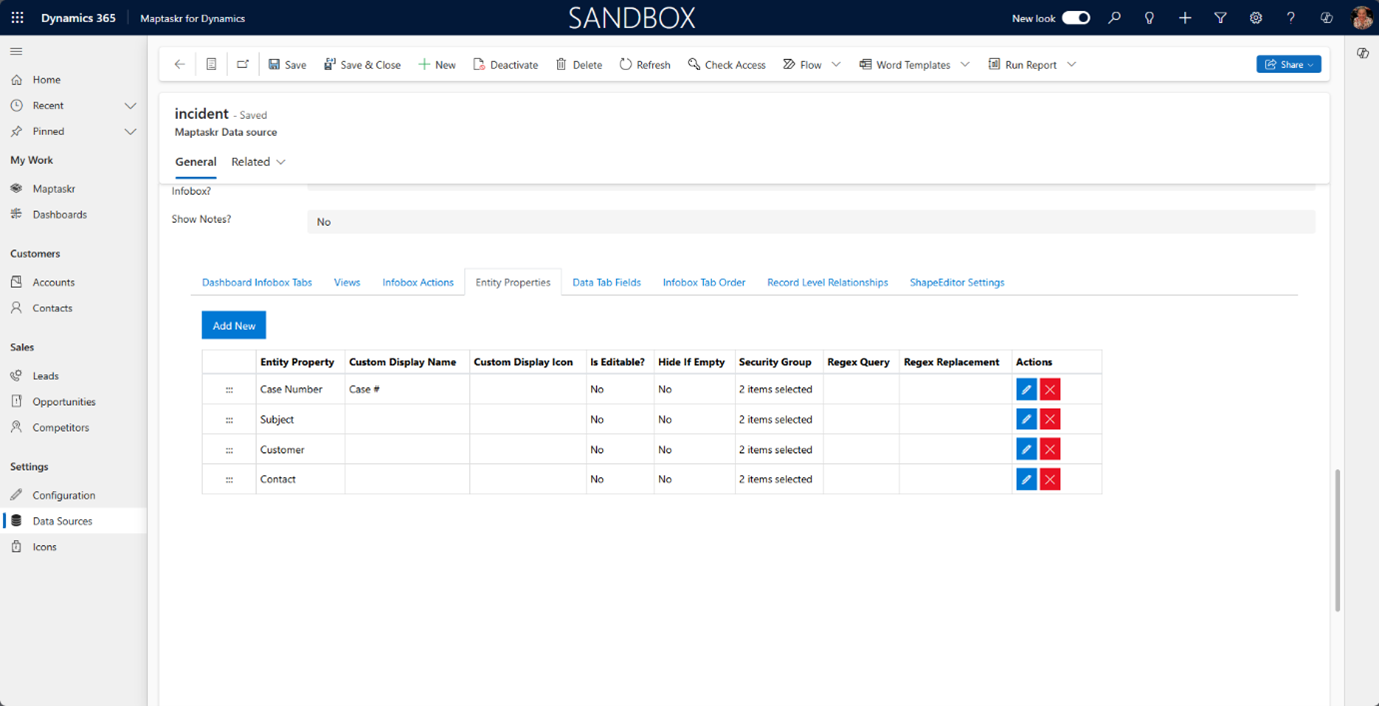 Dynamics 365 Maptaskr for Dynamics SANDBOX New look
Save Save & Close New Deactivate Delete Refresh Check Access Flow Word Templates Run Report Share
Home
Recent
Pinned
My Work
Maptaskr
Dashboards
Customers
Accounts
Contacts
Sales
Leads
Opportunities
Competitors
Settings
Configuration
Data Sources
Icons
incident - Saved
Maptaskr Data source
General Related
Infobox?
Show Notes? No
Dashboard Infobox Tabs Views Infobox Actions Entity Properties Data Tab Fields Infobox Tab Order Record Level Relationships ShapeEditor Settings
Add New
Entity Property Custom Display Name Custom Display Icon Is Editable? Hide If Empty Security Group Regex Query Regex Replacement Actions
Case Number Case # No No 2 items selected
Subject No No 2 items selected
Customer No No 2 items selected
Contact No No 2 items selected